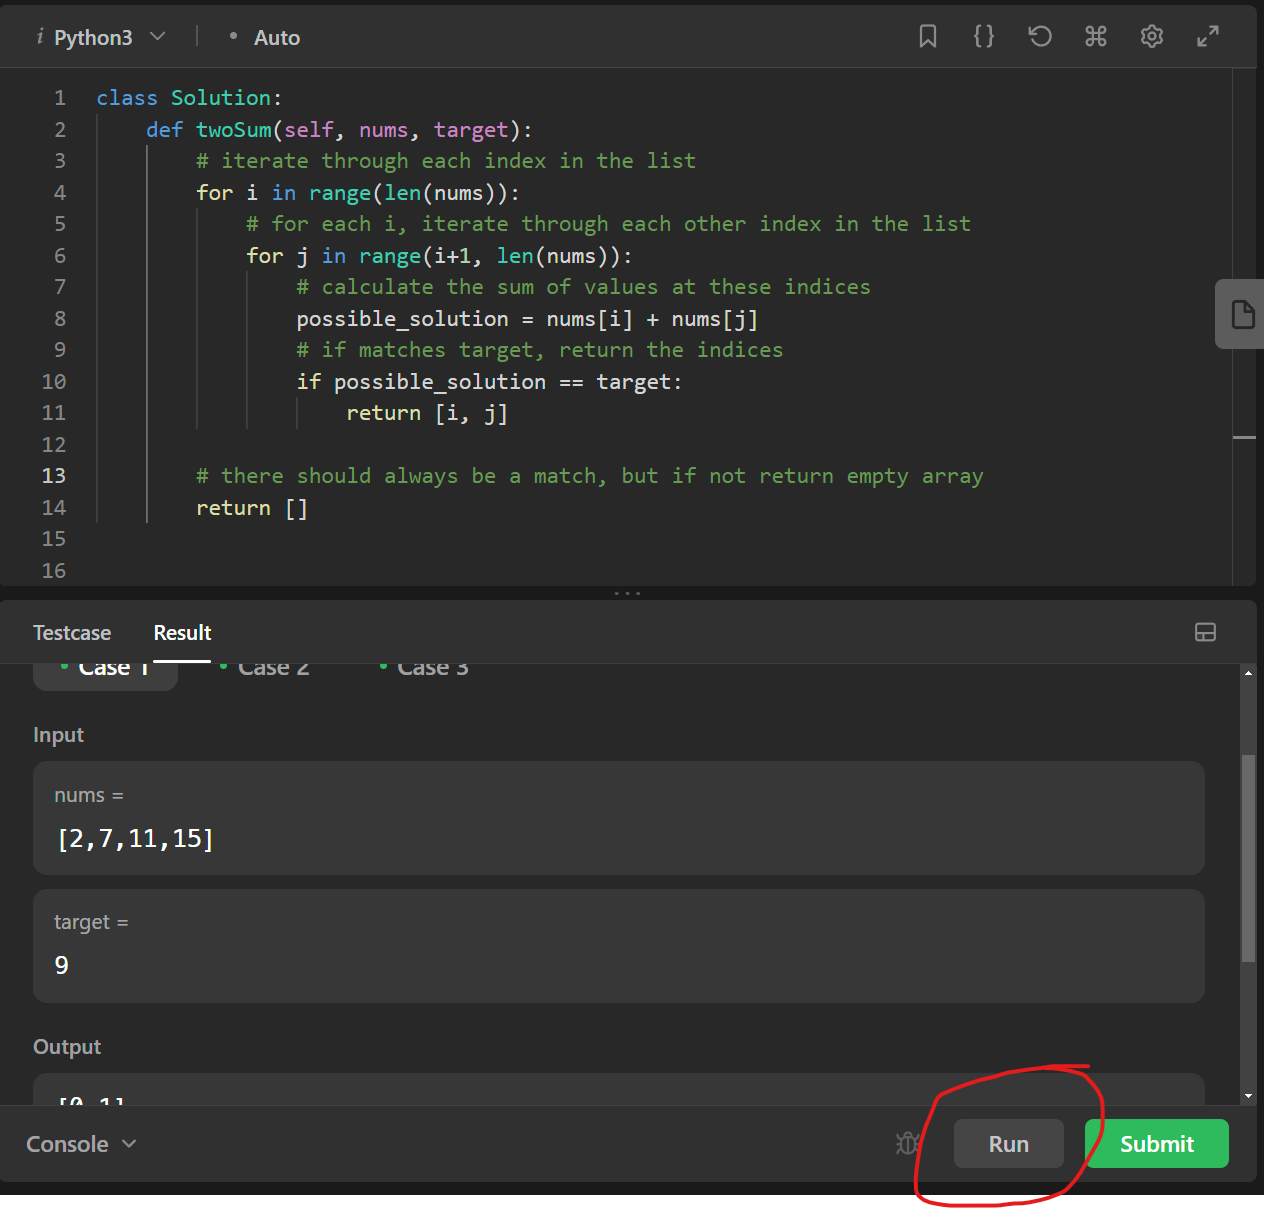 i Python3 • Auto
1 class Solution:
2 def twoSum(self, nums, target):
3 # iterate through each index in the list
4 for i in range(len(nums)):
5 # for each i, iterate through each other index in the list
6 for j in range(i+1, len(nums)):
7 # calculate the sum of values at these indices
8 possible_solution = nums[i] + nums[j]
9 # if matches target, return the indices
10 if possible_solution == target:
11 return [i, j]
12
13 # there should always be a match, but if not return empty array
14 return []
15
16
Testcase Result
• Case 1 • Case 2 • Case 3
Input
nums =
[2,7,11,15]
target =
9
Output
[0,1]
Console Run Submit